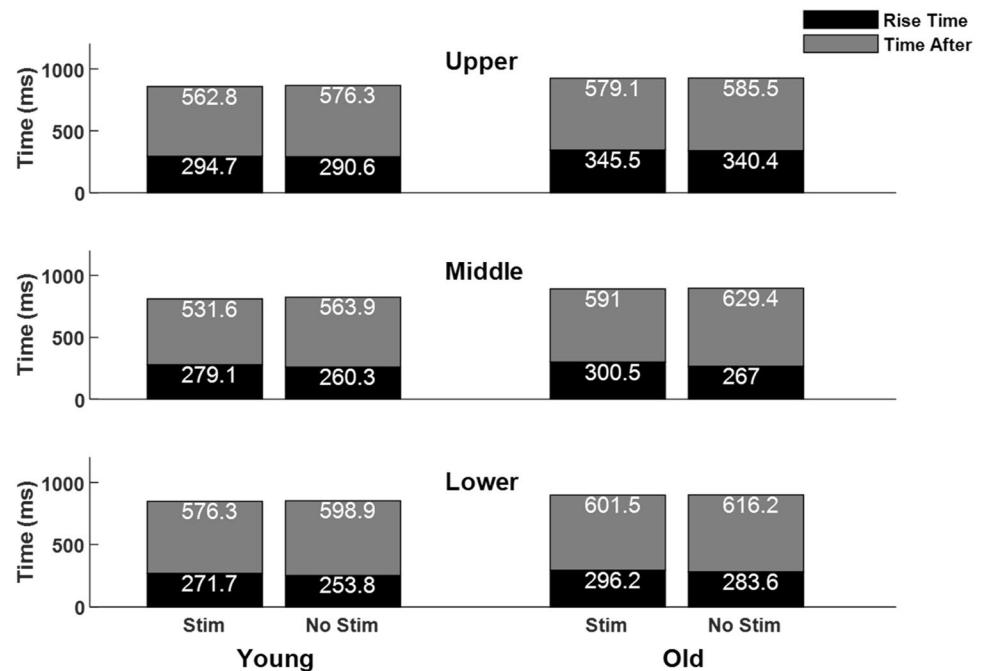 Rise Time
Time After
Upper
Time (ms)
1000
500
0
562.8 576.3 579.1 585.5
294.7 290.6 345.5 340.4
Middle
Time (ms)
1000
500
0
531.6 563.9 591 629.4
279.1 260.3 300.5 267
Lower
Time (ms)
1000
500
0
576.3 598.9 601.5 616.2
271.7 253.8 296.2 283.6
Stim No Stim Stim No Stim
Young Old